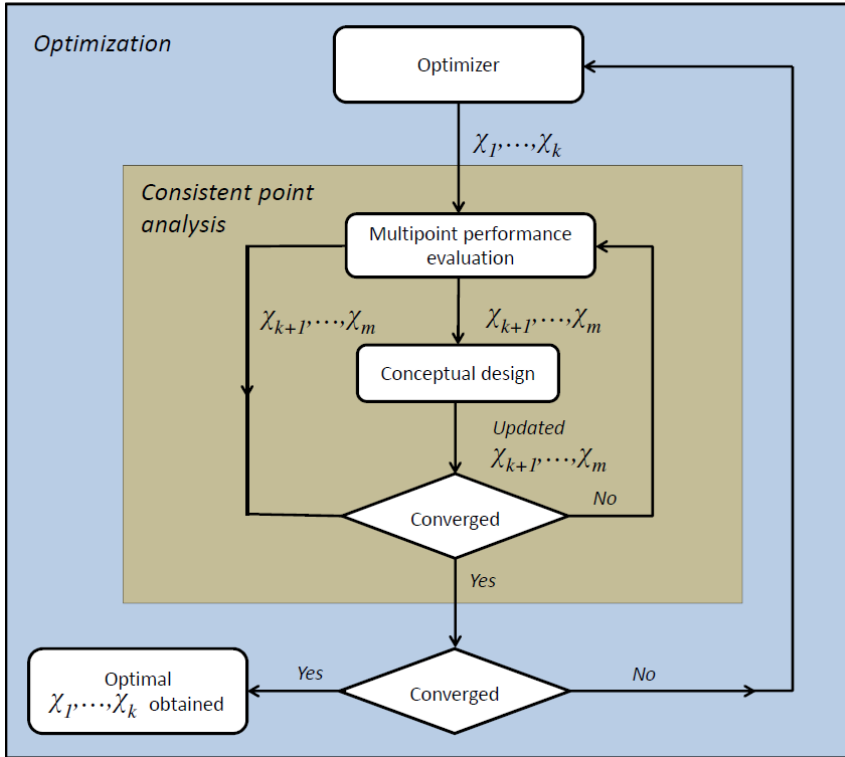 Optimization
Optimizer
χ1,...,χk
Consistent point
analysis
Multipoint performance
evaluation
χk+1,...,χm
χk+1,...,χm
Conceptual design
Updated
χk+1,...,χm
No
Converged
Yes
Optimal
χ1,...,χk obtained
Yes
Converged
No